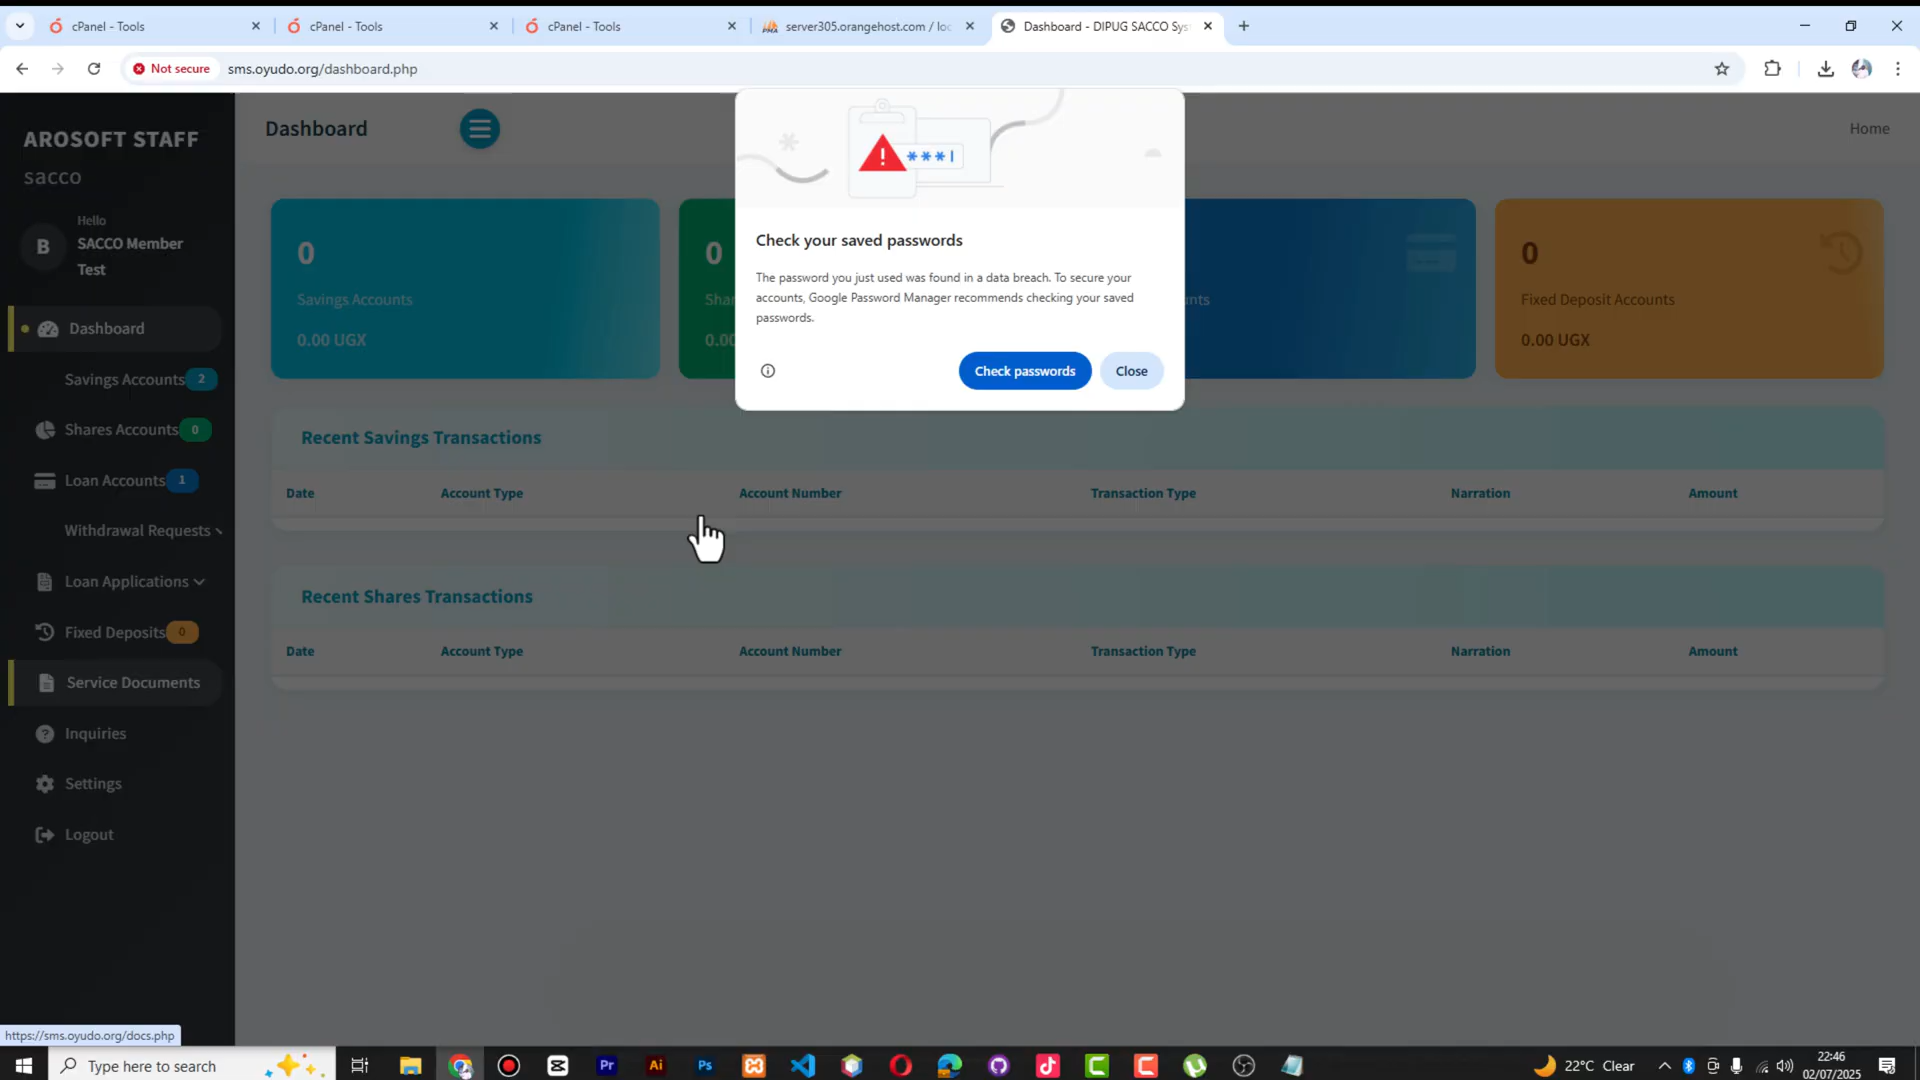 cPanel - Tools
cPanel - Tools
cPanel - Tools
server305.orangehost.com / loc
Dashboard - DIPUG SACCO Sys
Not secure
sms.oyudo.org/dashboard.php
AROSOFT STAFF
sacco
B
Hello
SACCO Member
Test
Dashboard
Savings Accounts
2
Shares Accounts
0
Loan Accounts
1
Withdrawal Requests
Loan Applications
Fixed Deposits
0
Service Documents
Inquiries
Settings
Logout
Dashboard
Home
0
Savings Accounts
0.00 UGX
0
Sha
0.00
nts
0
Fixed Deposit Accounts
0.00 UGX
***|
Check your saved passwords
The password you just used was found in a data breach. To secure your
accounts, Google Password Manager recommends checking your saved
passwords.
Check passwords
Close
Recent Savings Transactions
Date Account Type Account Number Transaction Type Narration Amount
Recent Shares Transactions
Date Account Type Account Number Transaction Type Narration Amount
https://sms.oyudo.org/docs.php
Type here to search
Pr
Ai
Ps
22°C Clear
22:46
02/07/2025